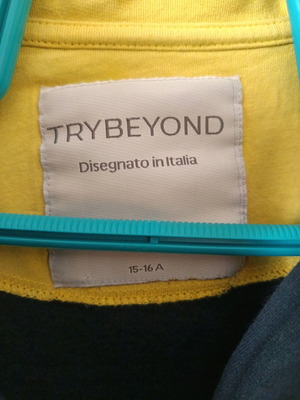 TRYBEYOND
Disegnato in Italia
15-16 A